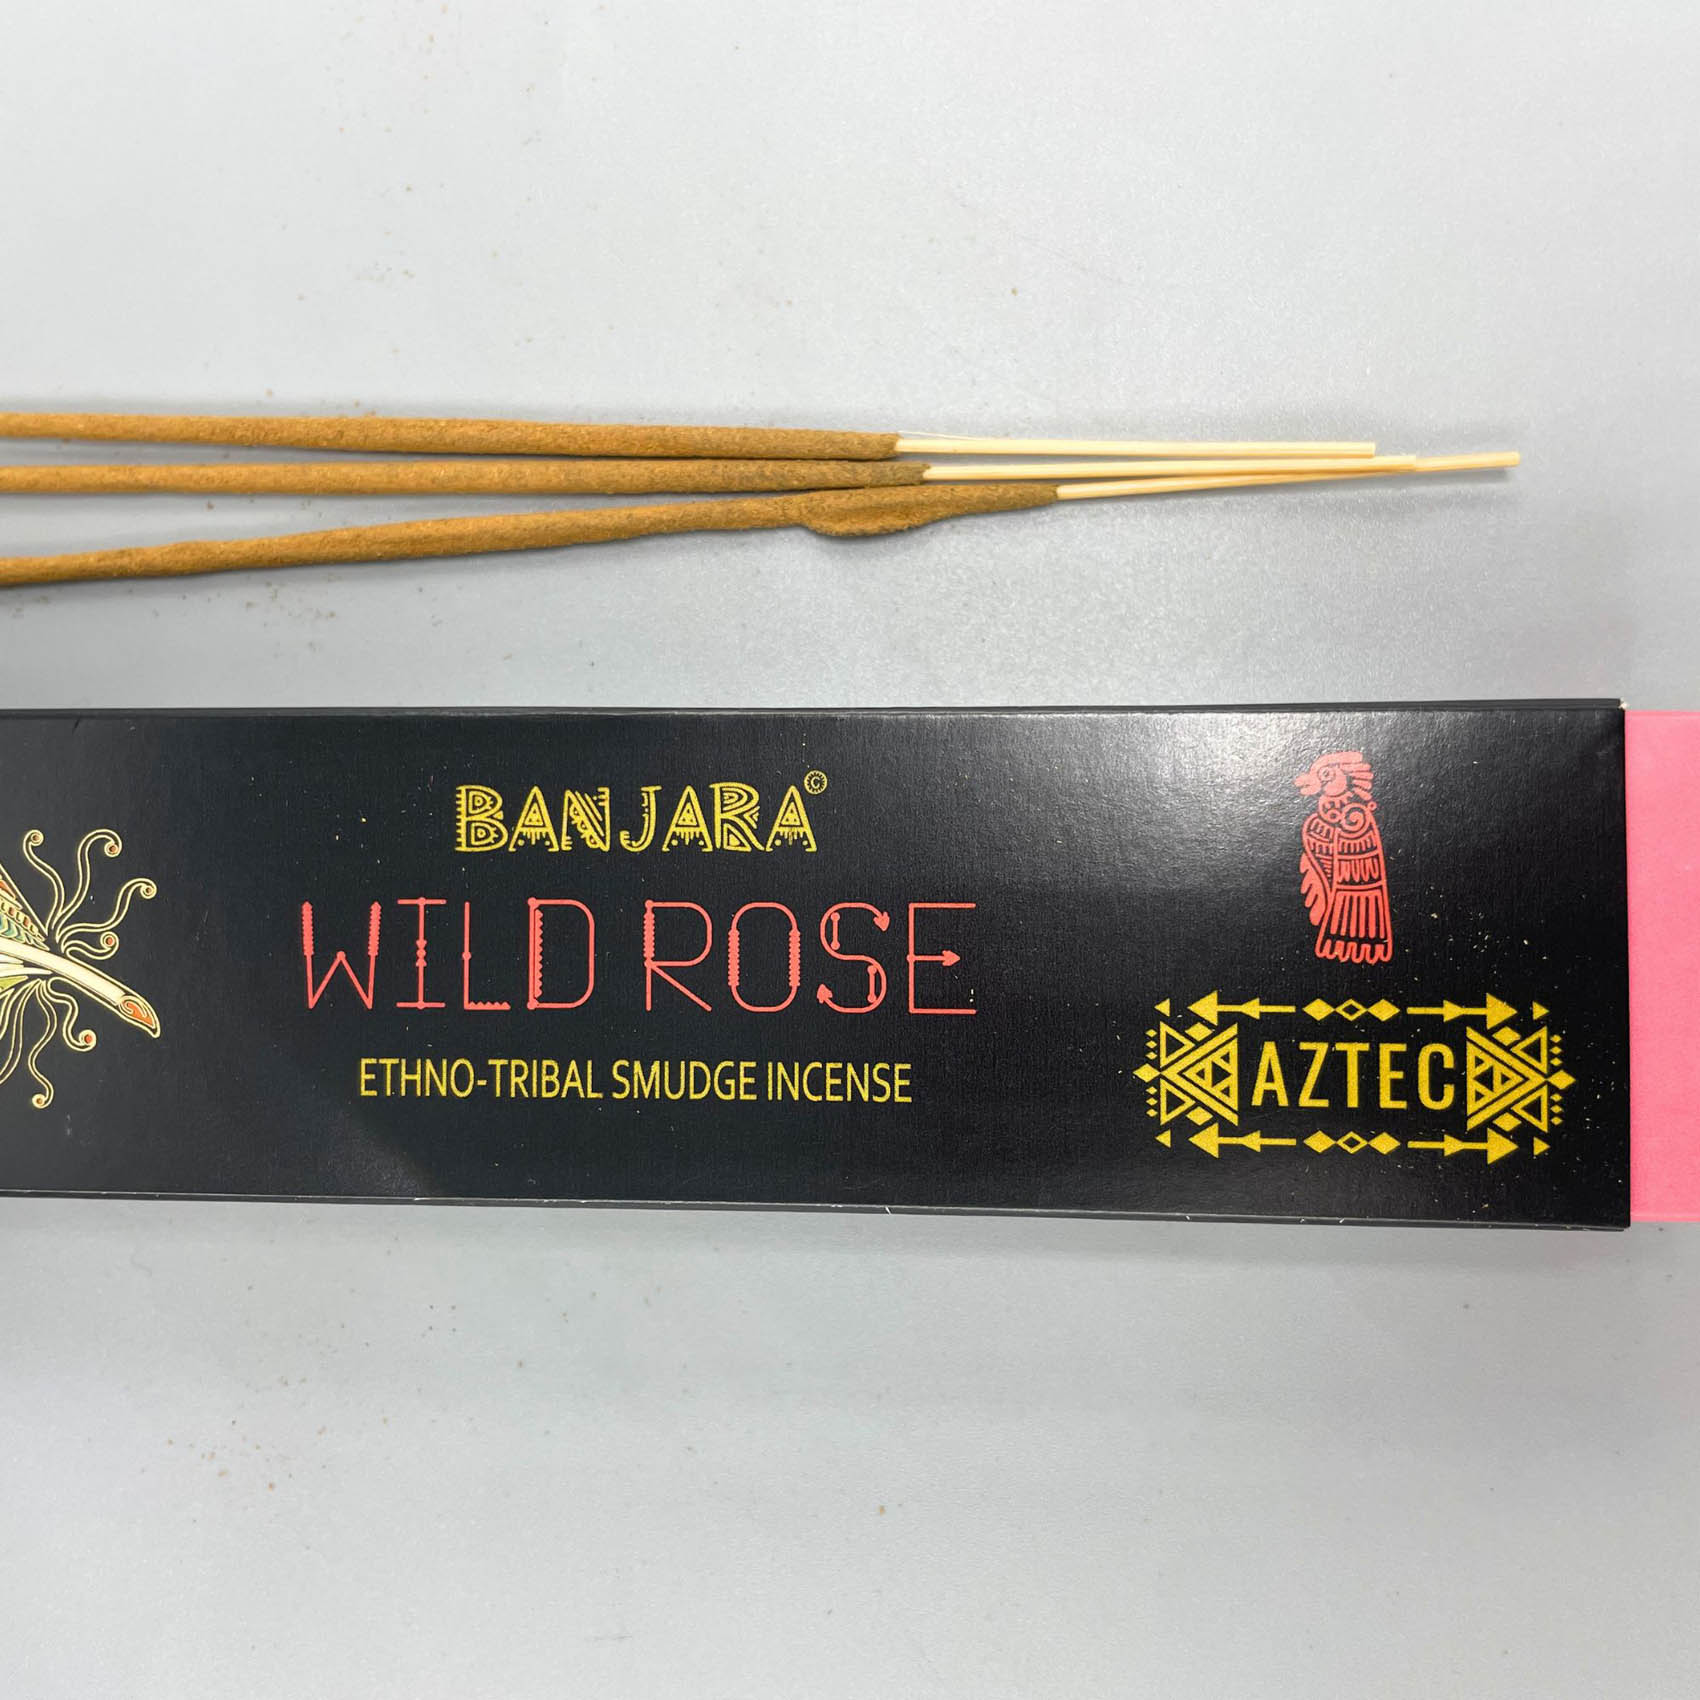 BANJARA©
WILD ROSE
ETHNO-TRIBAL SMUDGE INCENSE
AZTEC